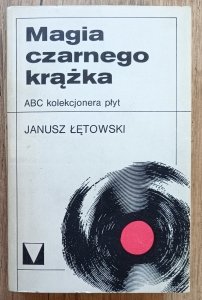 Magia
czarnego
krążka
ABC kolekcjonera płyt
JANUSZ ŁĘTOWSKI